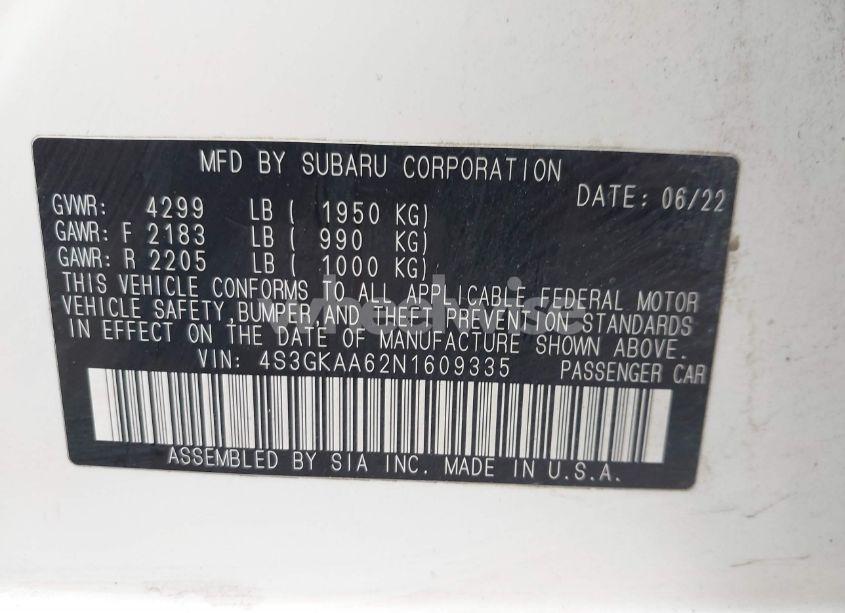 MFD BY SUBARU CORPORATION
DATE: 06/22
GVWR: 4299 LB ( 1950 KG)
GAWR: F 2183 LB ( 990 KG)
GAWR: R 2205 LB ( 1000 KG)
THIS VEHICLE CONFORMS TO ALL APPLICABLE FEDERAL MOTOR
VEHICLE SAFETY, BUMPER, AND THEFT PREVENTION STANDARDS
IN EFFECT ON THE DATE OF MANUFACTURE SHOWN ABOVE.
VIN: 4S3GKAA62N1609335 PASSENGER CAR
ASSEMBLED BY SIA INC. MADE IN U.S.A.
wheelwise